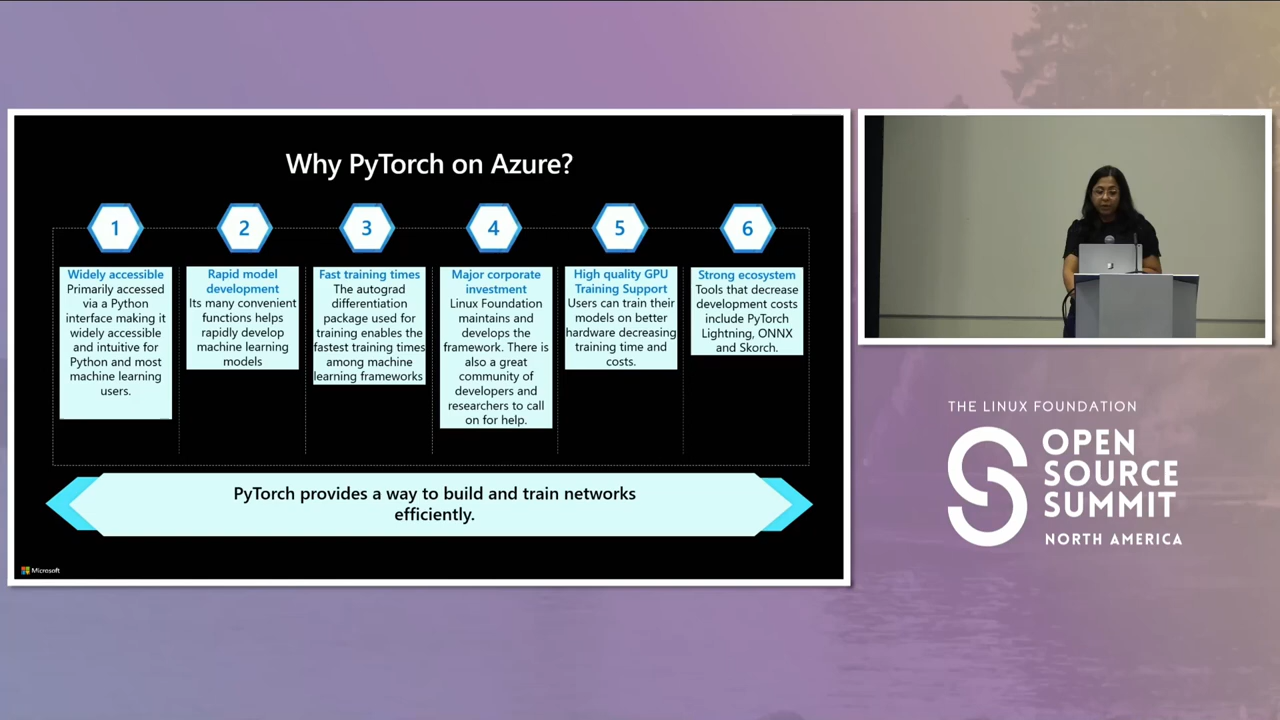 Why PyTorch on Azure?
1
2
3
4
5
6
Widely accessible
Primarily accessed
via a Python
interface making it
widely accessible
and intuitive for
Python and most
machine learning
users.
Rapid model
development
Its many convenient
functions helps
rapidly develop
machine learning
models
Fast training times
The autograd
differentiation
package used for
training enables the
fastest training times
among machine
learning frameworks
Major corporate
investment
Linux Foundation
maintains and
develops the
framework. There is
also a great
community of
developers and
researchers to call
on for help.
High quality GPU
Training Support
Users can train their
models on better
hardware decreasing
training time and
costs.
Strong ecosystem
Tools that decrease
development costs
include PyTorch
Lightning, ONNX
and Skorch.
PyTorch provides a way to build and train networks
efficiently.
Microsoft
THE LINUX FOUNDATION
OPEN
SOURCE
SUMMIT
NORTH AMERICA